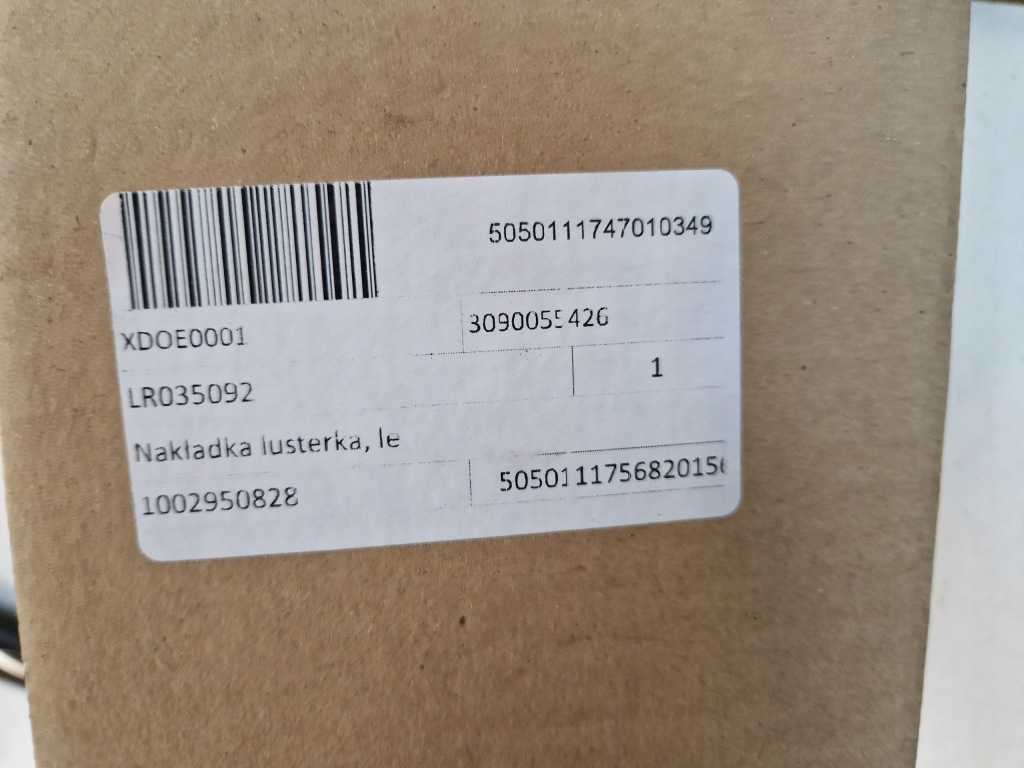 5050111747010349
XDOE0001 3090055426
LR035092 1
Nakładka lusterka, le
1002950828 505011175682015